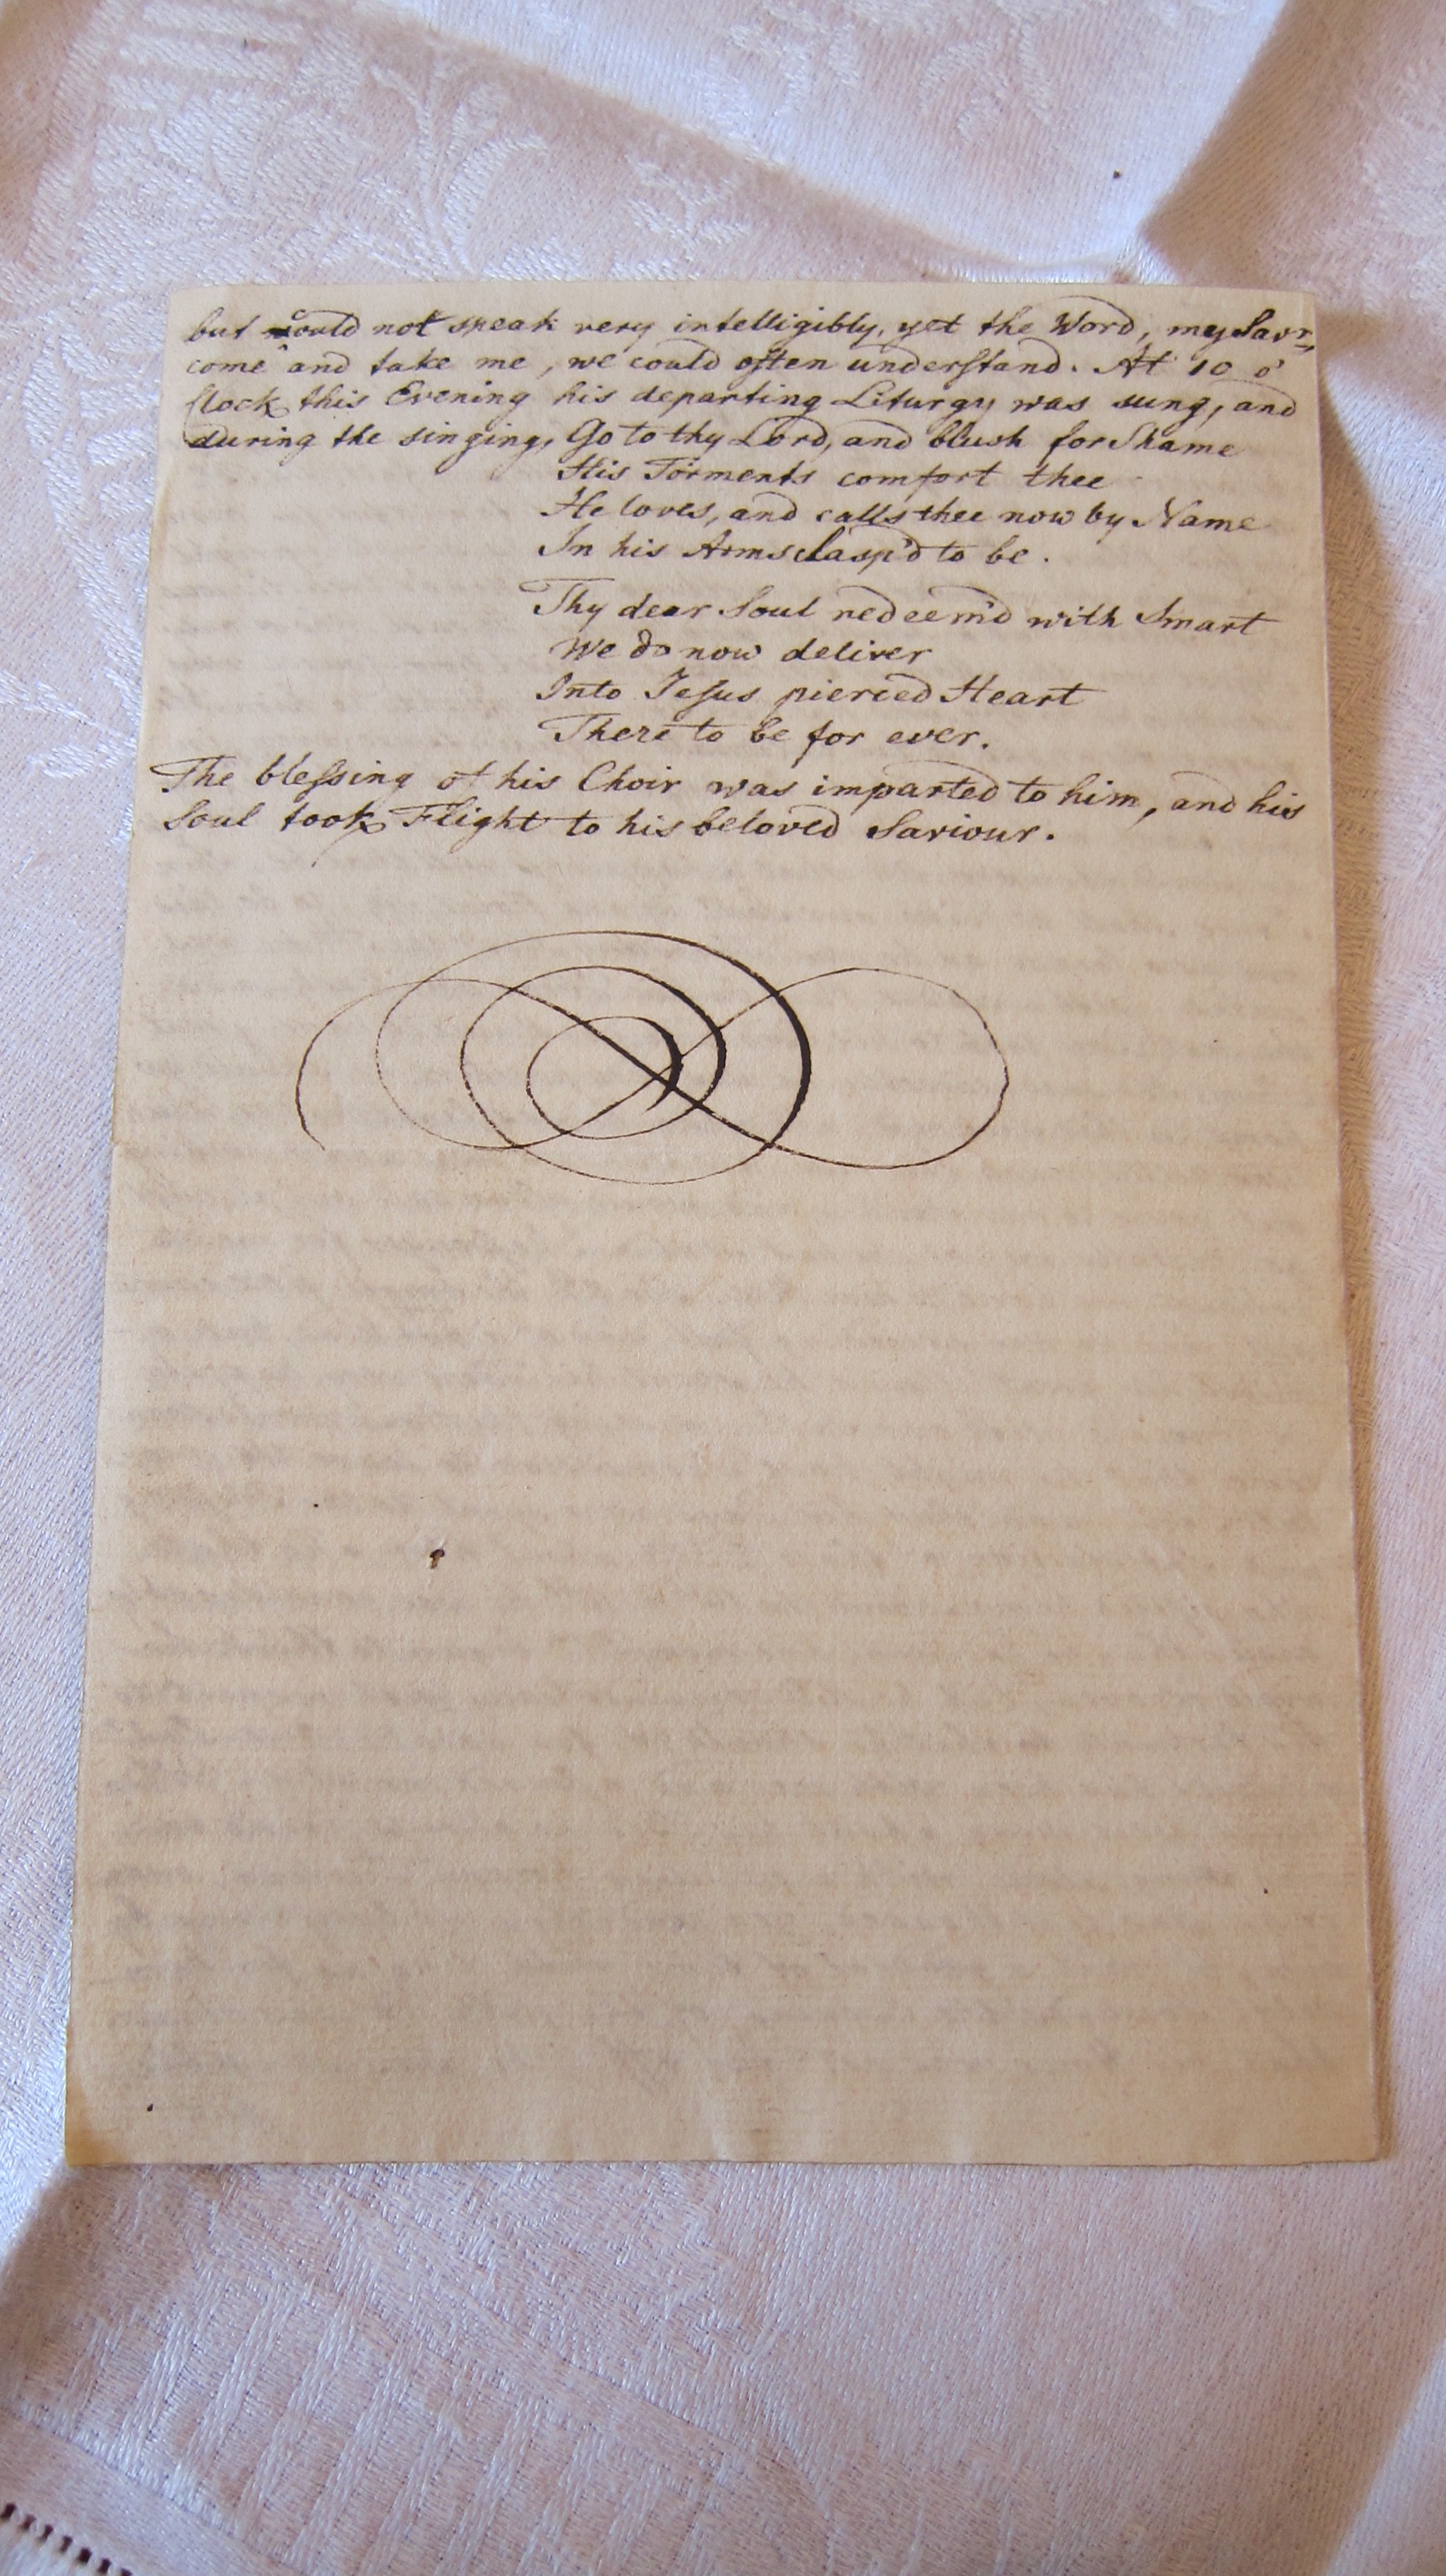 but could not speak very intelligibly, yet the Word, my Savr,
come and take me, we could often understand. At 10 o'
Clock this Evening his departing Liturgy was sung, and
during the singing, Go to thy Lord, and blush for Shame
His Torments comfort thee
He loves, and calls thee now by Name
In his Arms clasp'd to be.
Thy dear Soul redeem'd with Smart
We do now deliver
Into Jesus pierced Heart
There to be for ever.
The blessing of his Choir was imparted to him, and his
Soul took Flight to his beloved Saviour.